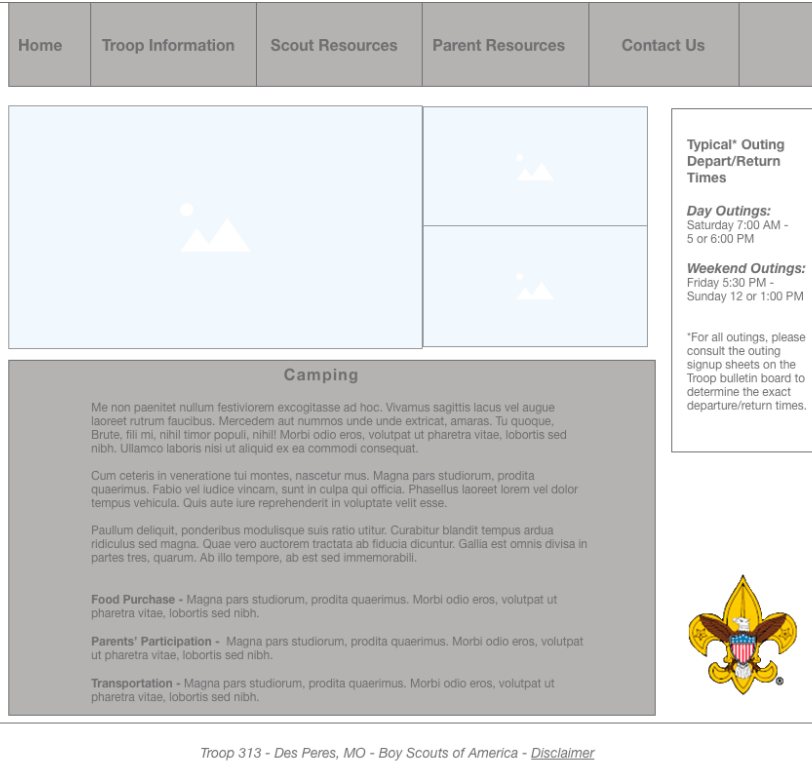 Home
Troop Information
Scout Resources
Parent Resources
Contact Us
Typical* Outing
Depart/Return
Times
Day Outings:
Saturday 7:00 AM -
5 or 6:00 PM
Weekend Outings:
Friday 5:30 PM -
Sunday 12 or 1:00 PM
*For all outings, please
consult the outing
signup sheets on the
Troop bulletin board to
determine the exact
departure/return times.
Camping
Me non paenitet nullum festiviorem excogitasse ad hoc. Vivamus sagittis lacus vel augue
laoreet rutrum faucibus. Mercedem aut nummos unde unde extricat, amaras. Tu quoque,
Brute, fili mi, nihil timor populi, nihil! Morbi odio eros, volutpat ut pharetra vitae, lobortis sed
nibh. Ullamco laboris nisi ut aliquid ex ea commodi consequat.
Cum ceteris in veneratione tui montes, nascetur mus. Magna pars studiorum, prodita
quaerimus. Fabio vel iudice vincam, sunt in culpa qui officia. Phasellus laoreet lorem vel dolor
tempus vehicula. Quis aute iure reprehenderit in voluptate velit esse.
Paullum deliquit, ponderibus modulisque suis ratio utitur. Curabitur blandit tempus ardua
ridiculus sed magna. Quae vero auctorem tractata ab fiducia dicuntur. Gallia est omnis divisa in
partes tres, quarum. Ab illo tempore, ab est sed immemorabili.
Food Purchase - Magna pars studiorum, prodita quaerimus. Morbi odio eros, volutpat ut
pharetra vitae, lobortis sed nibh.
Parents' Participation - Magna pars studiorum, prodita quaerimus. Morbi odio eros, volutpat
ut pharetra vitae, lobortis sed nibh.
Transportation - Magna pars studiorum, prodita quaerimus. Morbi odio eros, volutpat ut
pharetra vitae, lobortis sed nibh.
®
Troop 313 - Des Peres, MO - Boy Scouts of America - Disclaimer